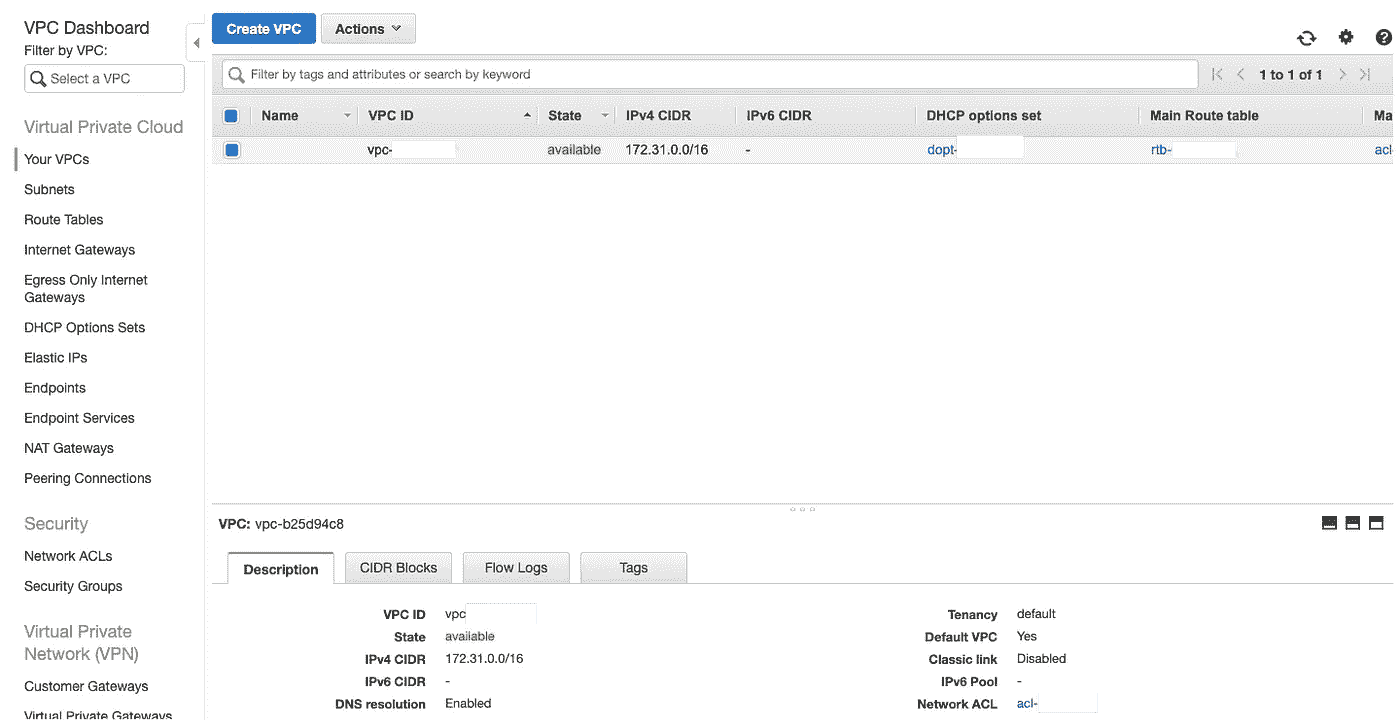 VPC Dashboard
Filter by VPC:
Select a VPC
Virtual Private Cloud
Your VPCs
Subnets
Route Tables
Internet Gateways
Egress Only Internet
Gateways
DHCP Options Sets
Elastic IPs
Endpoints
Endpoint Services
NAT Gateways
Peering Connections
Security
Network ACLs
Security Groups
Virtual Private
Network (VPN)
Customer Gateways
Virtual Private Gateways
Create VPC Actions
Filter by tags and attributes or search by keyword 1 to 1 of 1
Name VPC ID State IPv4 CIDR IPv6 CIDR DHCP options set Main Route table Ma
vpc- available 172.31.0.0/16 - dopt- rtb- acl-
VPC: vpc-b25d94c8
Description CIDR Blocks Flow Logs Tags
VPC ID vpc Tenancy default
State available Default VPC Yes
IPv4 CIDR 172.31.0.0/16 Classic link Disabled
IPv6 CIDR - IPv6 Pool -
DNS resolution Enabled Network ACL acl-